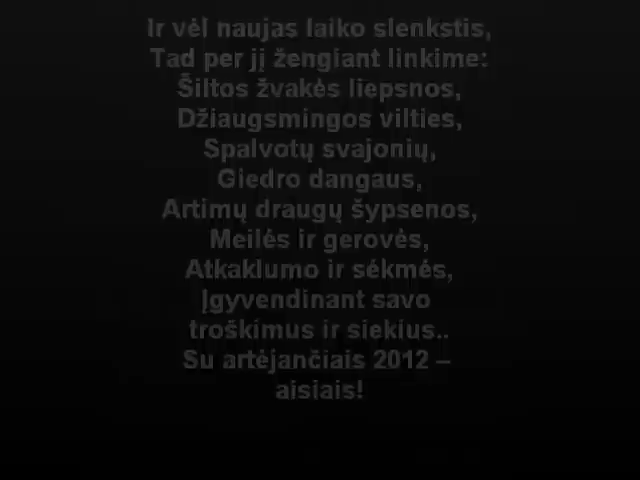 Ir vėl naujas laiko slenkstis,
Tad per jį žengiant linkime:
Šiltos žvakės liepsnos,
Džiaugsmingos vilties,
Spalvotų svajonių,
Giedro dangaus,
Artimų draugų šypsenos,
Meilės ir gerovės,
Atkaklumo ir sėkmės,
Įgyvendinant savo
troškimus ir siekius..
Su artėjančiais 2012 –
aisiais!